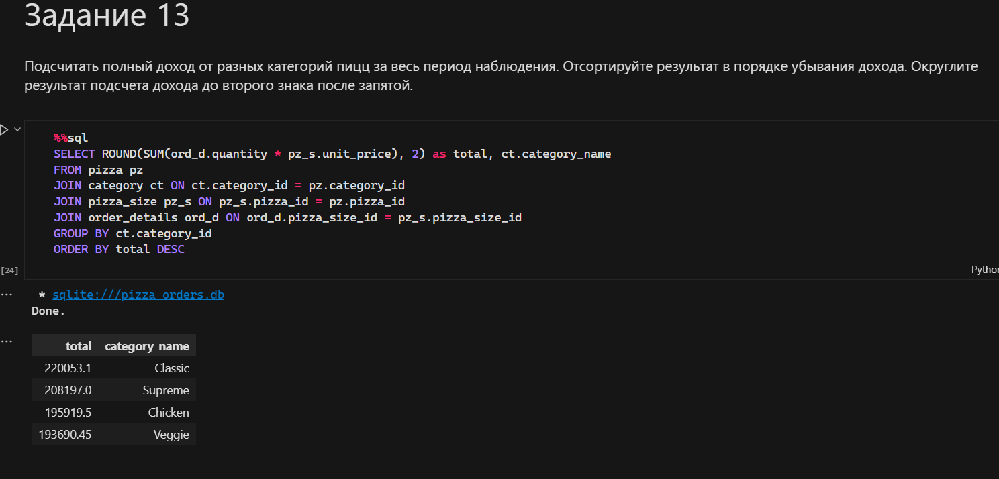 Задание 13
Подсчитать полный доход от разных категорий пицц за весь период наблюдения. Отсортируйте результат в порядке убывания дохода. Округлите
результат подсчета дохода до второго знака после запятой.
%%sql
SELECT ROUND(SUM(ord_d.quantity * pz_s.unit_price), 2) as total, ct.category_name
FROM pizza pz
JOIN category ct ON ct.category_id = pz.category_id
JOIN pizza_size pz_s ON pz_s.pizza_id = pz.pizza_id
JOIN order_details ord_d ON ord_d.pizza_size_id = pz_s.pizza_size_id
GROUP BY ct.category_id
ORDER BY total DESC
[24]
Python
... * sqlite:///pizza_orders.db
Done.
... total category_name
220053.1 Classic
208197.0 Supreme
195919.5 Chicken
193690.45 Veggie